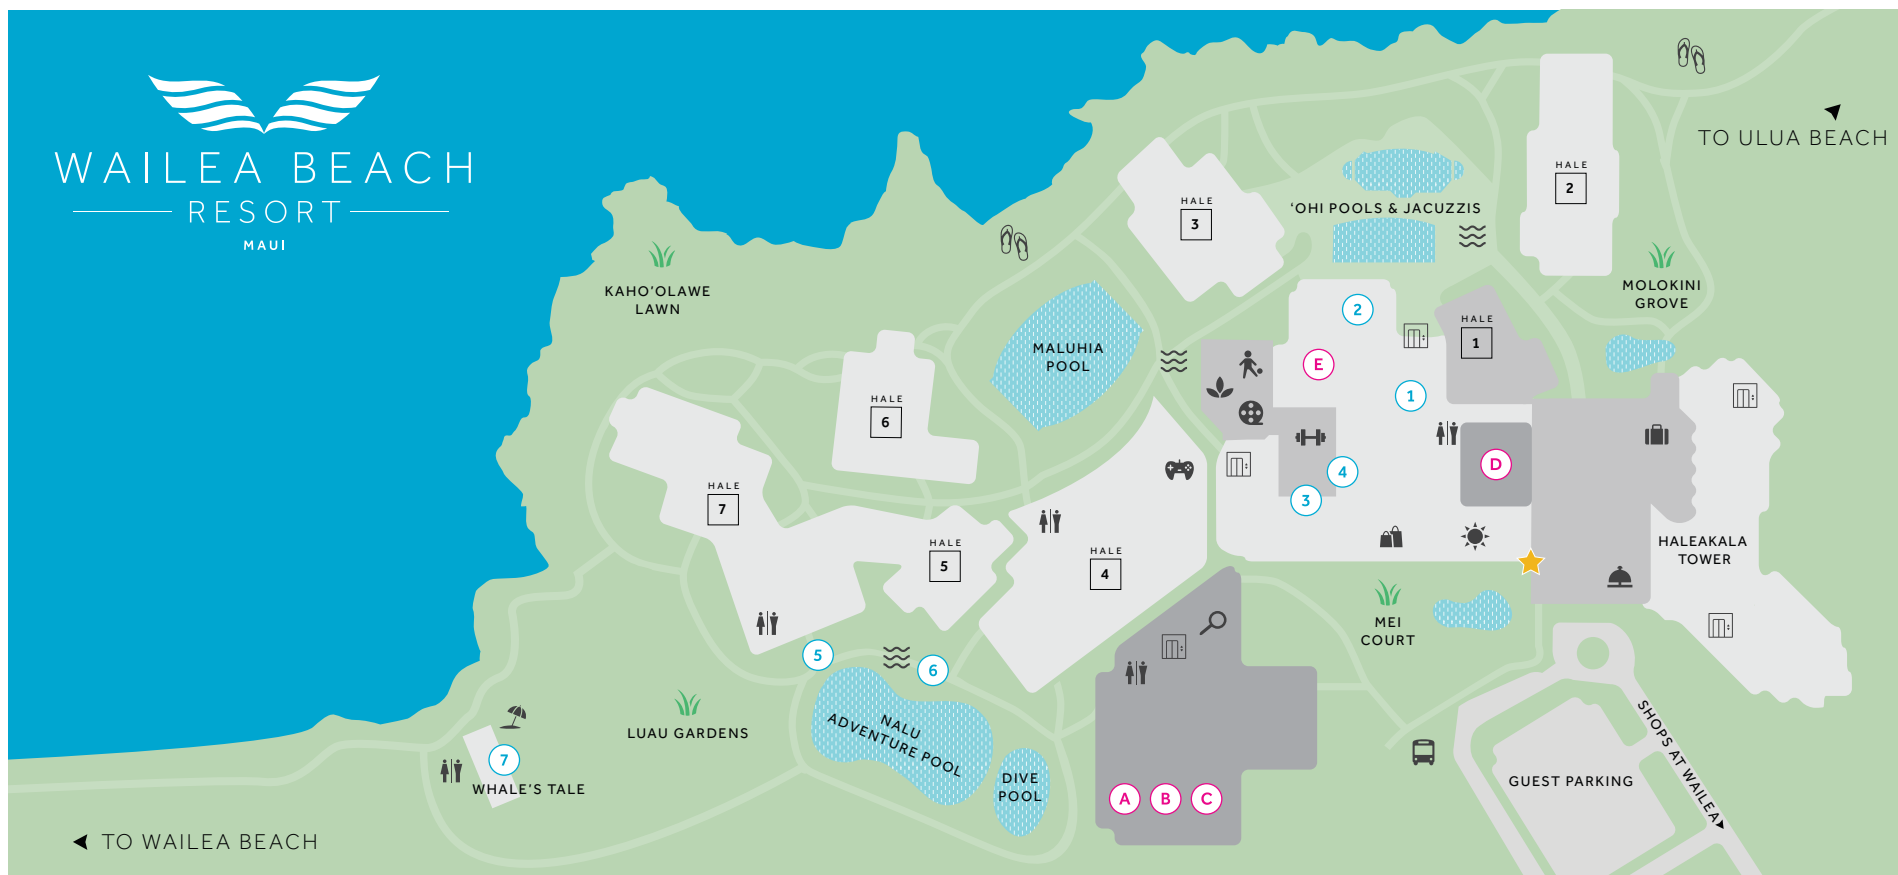 WAILEA BEACH
RESORT
MAUI
TO ULUA BEACH
HALE
2
HALE
3
‘OHI POOLS & JACUZZIS
KAHO’OLAWE
LAWN
MOLOKINI
GROVE
2
HALE
1
MALUHIA
POOL
E
1
HALE
6
D
4
3
HALE
7
HALE
5
HALE
4
HALEAKALA
TOWER
MEI
COURT
5
6
LUAU GARDENS
NALU
ADVENTURE POOL
SHOPS AT WAILEA
7
WHALE’S TALE
DIVE
POOL
GUEST PARKING
A
B
C
TO WAILEA BEACH